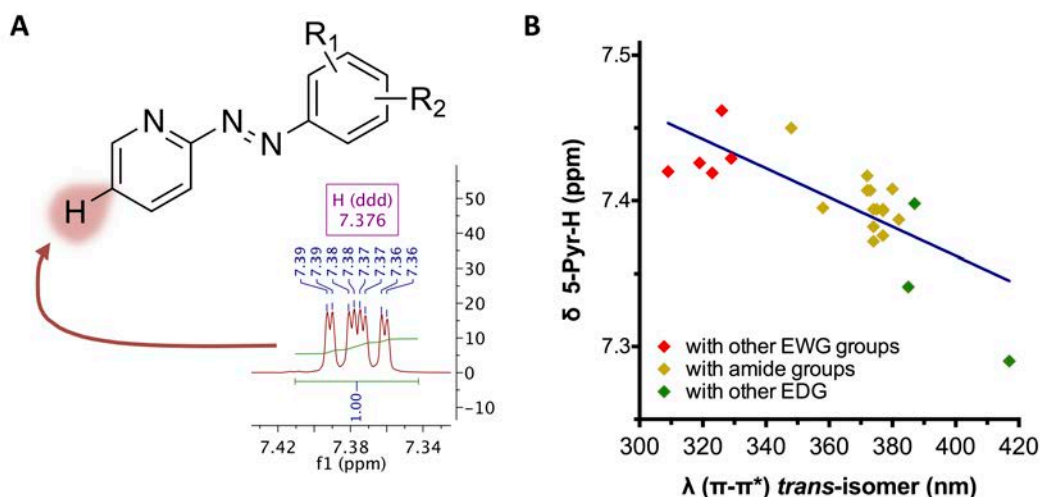 A
R1
R2
N
N
N
H
H (ddd)
7.376
7.39
7.39
7.38
7.38
7.37
7.37
7.36
7.36
50
40
30
20
10
0
-10
1.00
7.42
7.38
7.34
f1 (ppm)
B
δ 5-Pyr-H (ppm)
7.5
7.4
7.3
with other EWG groups
with amide groups
with other EDG
300
320
340
360
380
400
420
λ (π-π*) trans-isomer (nm)